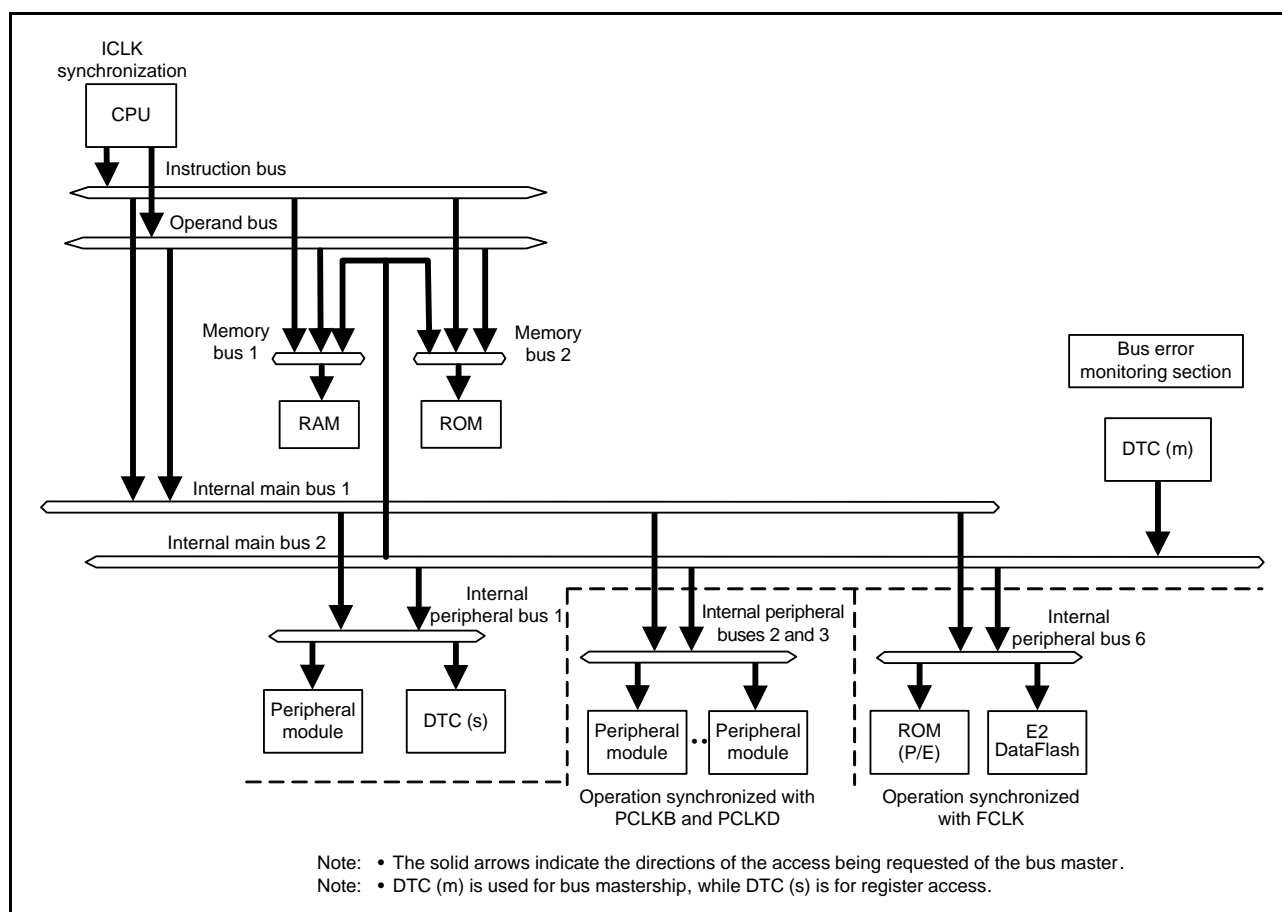 ICLK
synchronization
CPU
Instruction bus
Operand bus
Memory
bus 1
Memory
bus 2
Bus error
monitoring section
RAM
ROM
DTC (m)
Internal main bus 1
Internal main bus 2
Internal
peripheral bus 1
Internal peripheral
buses 2 and 3
Internal
peripheral bus 6
Peripheral
module
DTC (s)
Peripheral
module
••
Peripheral
module
ROM
(P/E)
E2
DataFlash
Operation synchronized with
PCLKB and PCLKD
Operation synchronized
with FCLK
Note: • The solid arrows indicate the directions of the access being requested of the bus master.
Note: • DTC (m) is used for bus mastership, while DTC (s) is for register access.